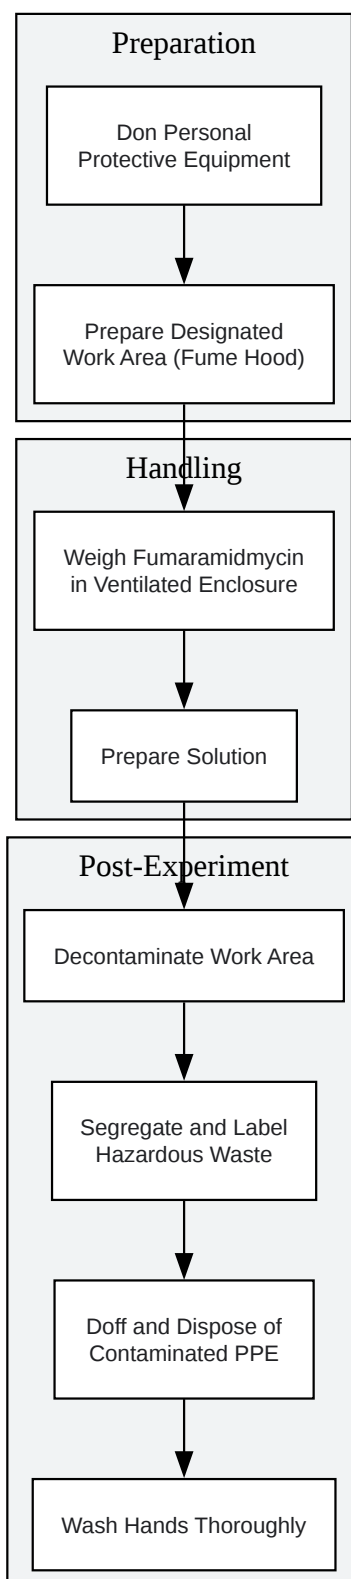 Preparation
Don Personal
Protective Equipment
Prepare Designated
Work Area (Fume Hood)
Handling
Weigh Fumaramidmycin
in Ventilated Enclosure
Prepare Solution
Post-Experiment
Decontaminate Work Area
Segregate and Label
Hazardous Waste
Doff and Dispose of
Contaminated PPE
Wash Hands Thoroughly